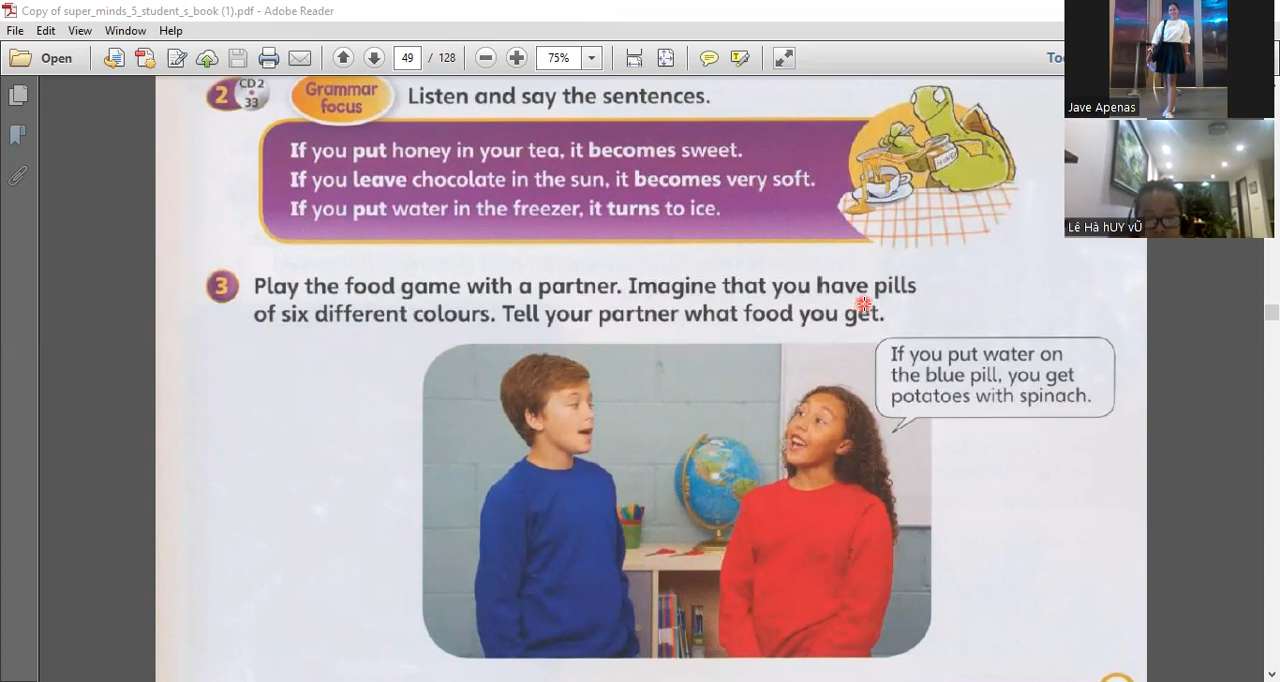 Copy of super_minds_5_student_s_book (1).pdf - Adobe Reader
File Edit View Window Help
Open 49 / 128 75%
Jave Apenas
Lê Hà hUY vŨ
2 CD 2 33 Grammar focus Listen and say the sentences.
If you put honey in your tea, it becomes sweet.
If you leave chocolate in the sun, it becomes very soft.
If you put water in the freezer, it turns to ice.
3 Play the food game with a partner. Imagine that you have pills
of six different colours. Tell your partner what food you get.
If you put water on
the blue pill, you get
potatoes with spinach.